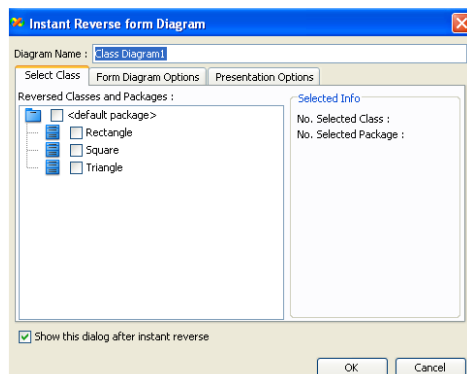 Instant Reverse form Diagram
Diagram Name : Class Diagram1
Select Class Form Diagram Options Presentation Options
Reversed Classes and Packages :
<default package>
Rectangle
Square
Triangle
Selected Info
No. Selected Class :
No. Selected Package :
Show this dialog after instant reverse
OK Cancel